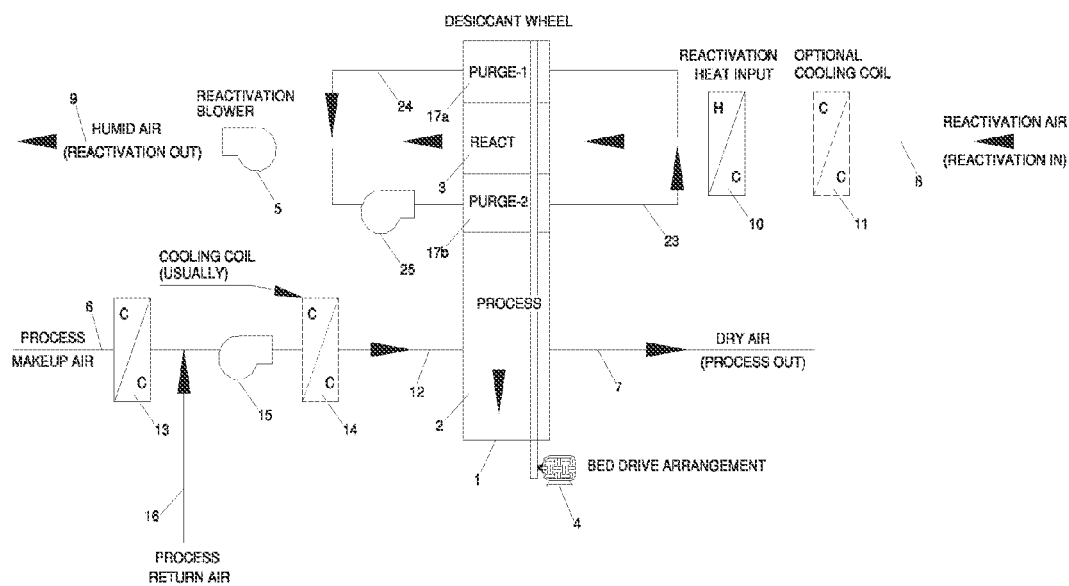 DESICCANT WHEEL
PURGE-1
REACTIVATION
HEAT INPUT
OPTIONAL
COOLING COIL
9
24
17a
H
C
C
C
REACTIVATION
BLOWER
HUMID AIR
(REACTIVATION OUT)
REACT
REACTIVATION AIR
(REACTIVATION IN)
3
5
8
PURGE-2
10
11
25
17b
23
COOLING COIL
(USUALLY)
6
C
C
PROCESS
PROCESS
MAKEUP AIR
DRY AIR
(PROCESS OUT)
C
C
12
7
13
15
14
2
1
BED DRIVE ARRANGEMENT
16
4
PROCESS
RETURN AIR